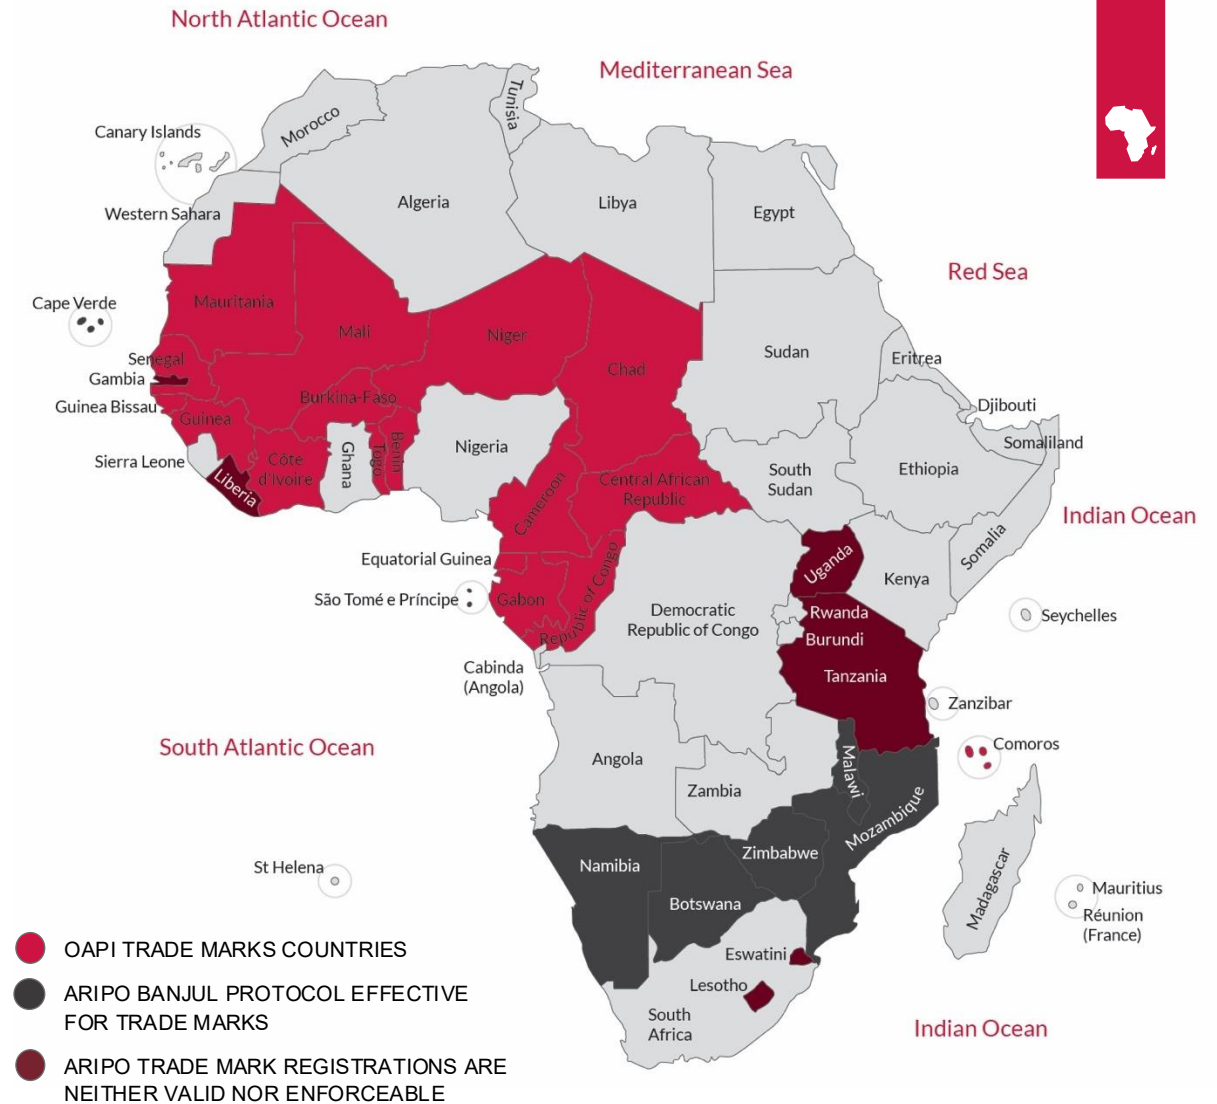 North Atlantic Ocean
Mediterranean Sea
Tunisia
Morocco
Canary Islands
Algeria
Libya
Egypt
Western Sahara
Red Sea
Cape Verde
Mauritania
Mali
Niger
Chad
Sudan
Eritrea
Senegal
Gambia
Guinea Bissau
Burkina-Faso
Djibouti
Guinea
Nigeria
Somaliland
Sierra Leone
Liberia
Côte
d'Ivoire
Ghana
Togo
Benin
Cameroon
Central African
Republic
South
Sudan
Ethiopia
Indian Ocean
Somalia
Equatorial Guinea
Uganda
Kenya
São Tomé e Príncipe
Gabon
Republic of Congo
Democratic
Republic of Congo
Rwanda
Burundi
Seychelles
Cabinda
(Angola)
Tanzania
Zanzibar
South Atlantic Ocean
Angola
Zambia
Malawi
Comoros
Mozambique
St Helena
Namibia
Zimbabwe
Botswana
Madagascar
Mauritius
Réunion
(France)
Eswatini
Lesotho
South
Africa
Indian Ocean
OAPI TRADE MARKS COUNTRIES
ARIPO BANJUL PROTOCOL EFFECTIVE
FOR TRADE MARKS
ARIPO TRADE MARK REGISTRATIONS ARE
NEITHER VALID NOR ENFORCEABLE